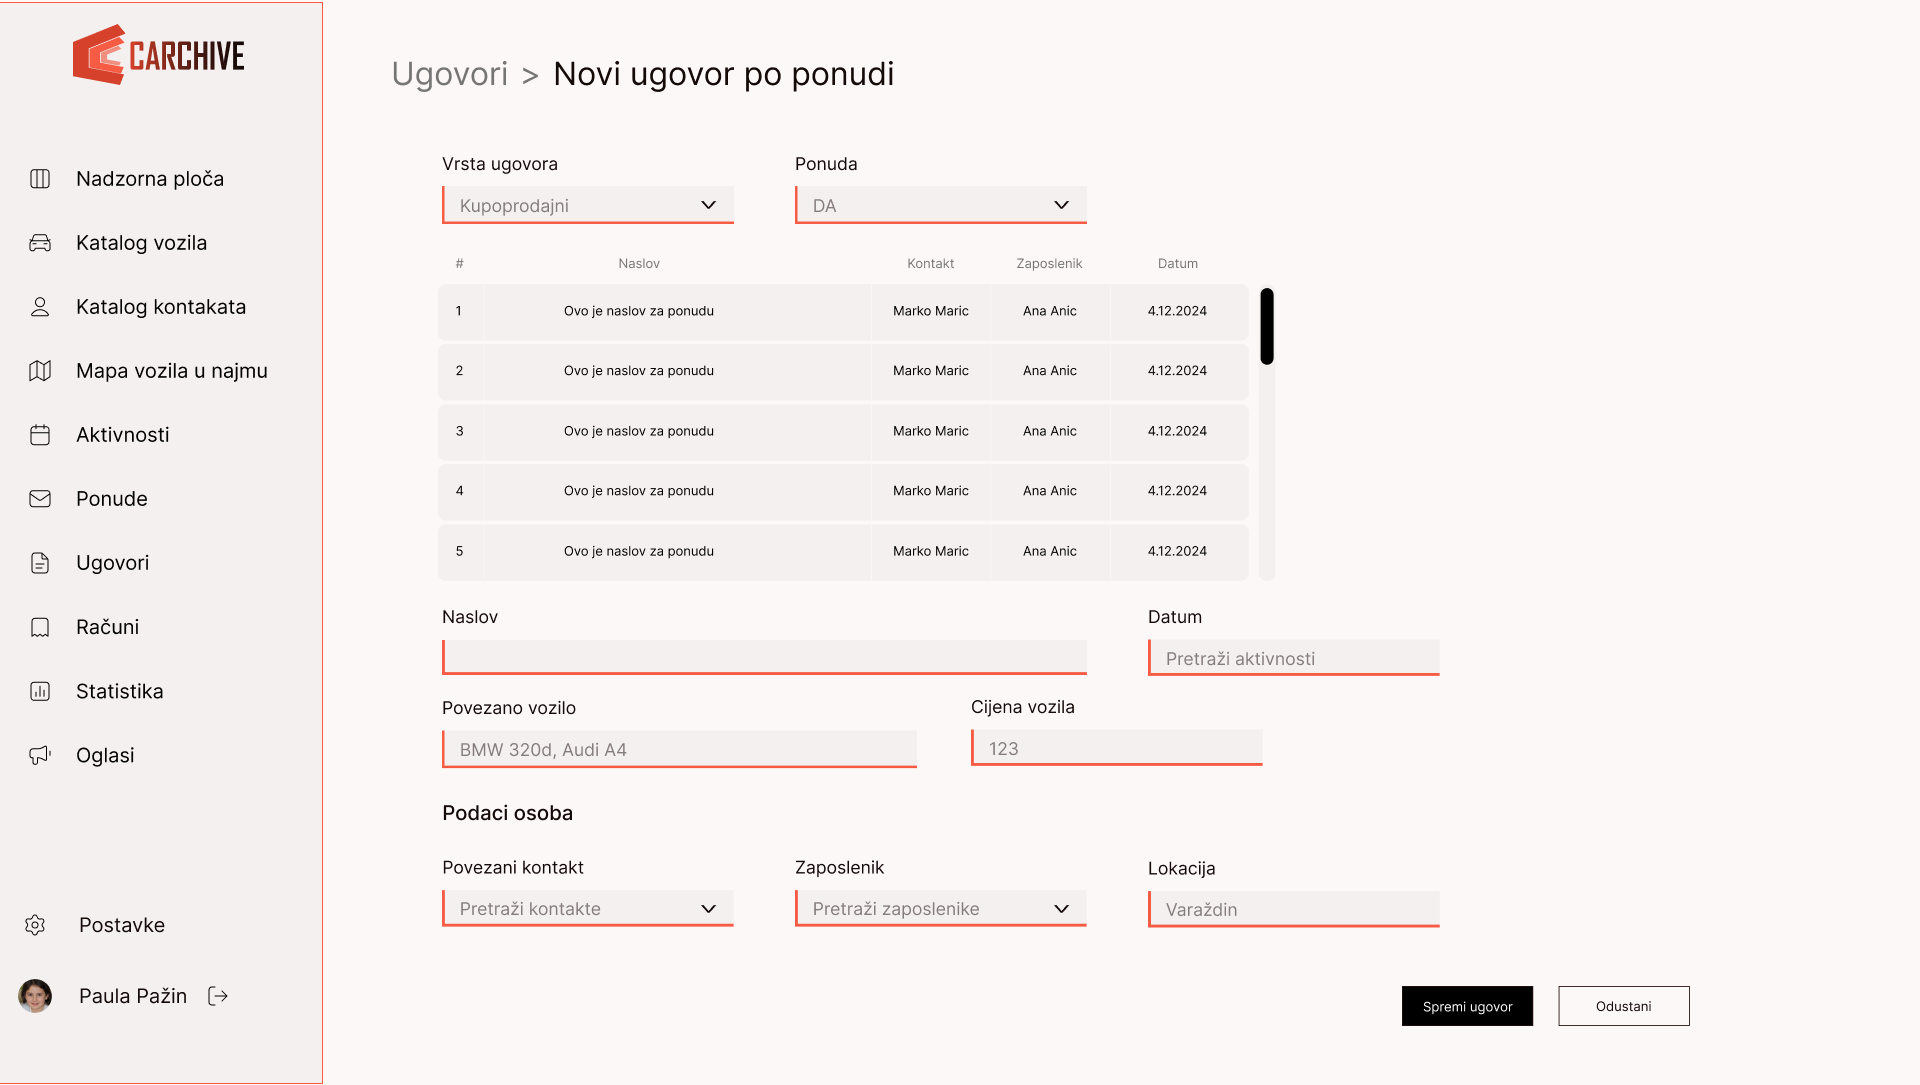 CARCHIVE
Nadzorna ploča
Katalog vozila
Katalog kontakata
Mapa vozila u najmu
Aktivnosti
Ponude
Ugovori
Računi
Statistika
Oglasi
Postavke
Paula Pažin
Ugovori > Novi ugovor po ponudi
Vrsta ugovora Ponuda
Kupoprodajni DA
# Naslov Kontakt Zaposlenik Datum
1 Ovo je naslov za ponudu Marko Maric Ana Anic 4.12.2024
2 Ovo je naslov za ponudu Marko Maric Ana Anic 4.12.2024
3 Ovo je naslov za ponudu Marko Maric Ana Anic 4.12.2024
4 Ovo je naslov za ponudu Marko Maric Ana Anic 4.12.2024
5 Ovo je naslov za ponudu Marko Maric Ana Anic 4.12.2024
Naslov Datum
Pretraži aktivnosti
Povezano vozilo Cijena vozila
BMW 320d, Audi A4 123
Podaci osoba
Povezani kontakt Zaposlenik Lokacija
Pretraži kontakte Pretraži zaposlenike Varaždin
Spremi ugovor Odustani